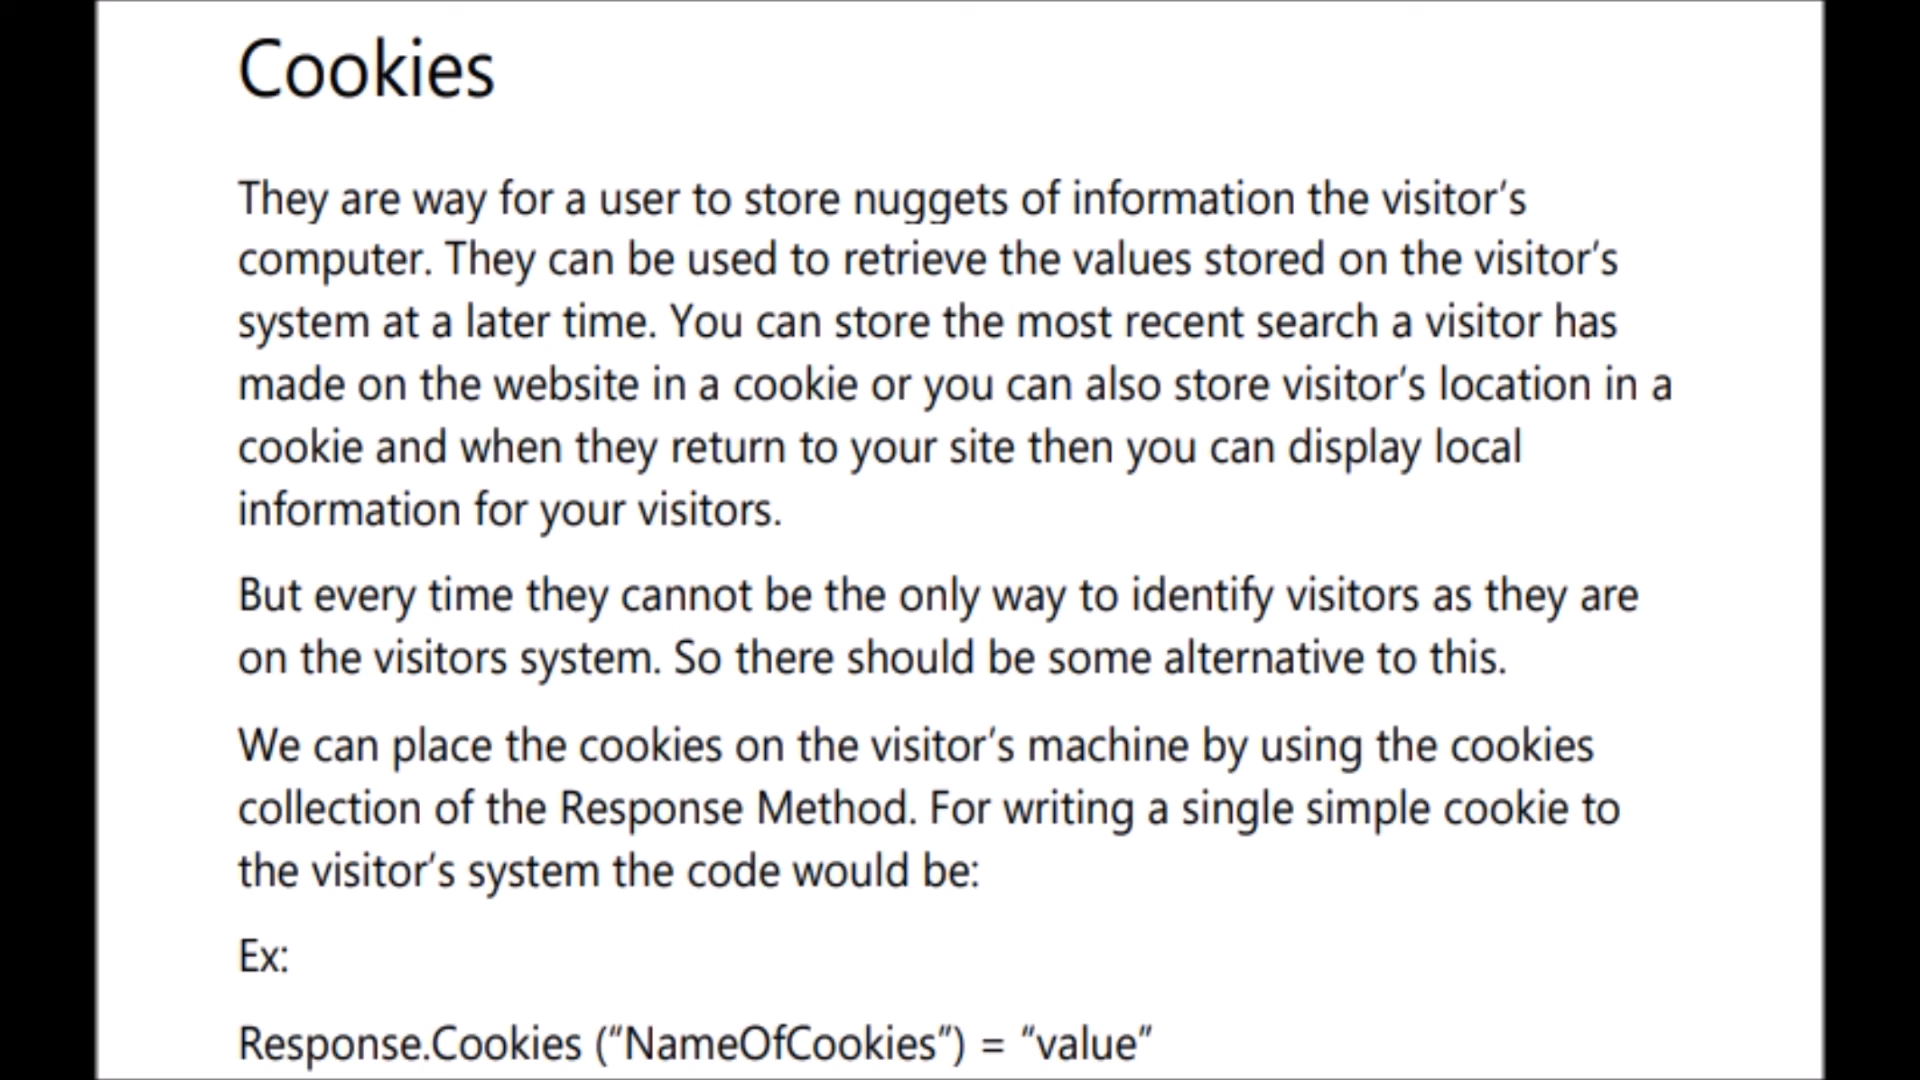 Cookies
They are way for a user to store nuggets of information the visitor’s
computer. They can be used to retrieve the values stored on the visitor’s
system at a later time. You can store the most recent search a visitor has
made on the website in a cookie or you can also store visitor’s location in a
cookie and when they return to your site then you can display local
information for your visitors.
But every time they cannot be the only way to identify visitors as they are
on the visitors system. So there should be some alternative to this.
We can place the cookies on the visitor’s machine by using the cookies
collection of the Response Method. For writing a single simple cookie to
the visitor’s system the code would be:
Ex:
Response.Cookies (“NameOfCookies”) = “value”